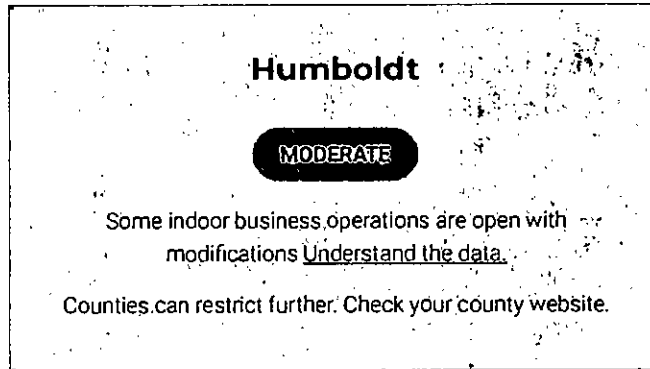 Humboldt
MODERATE
Some indoor business operations are open with
modifications Understand the data.
Counties can restrict further. Check your county website.